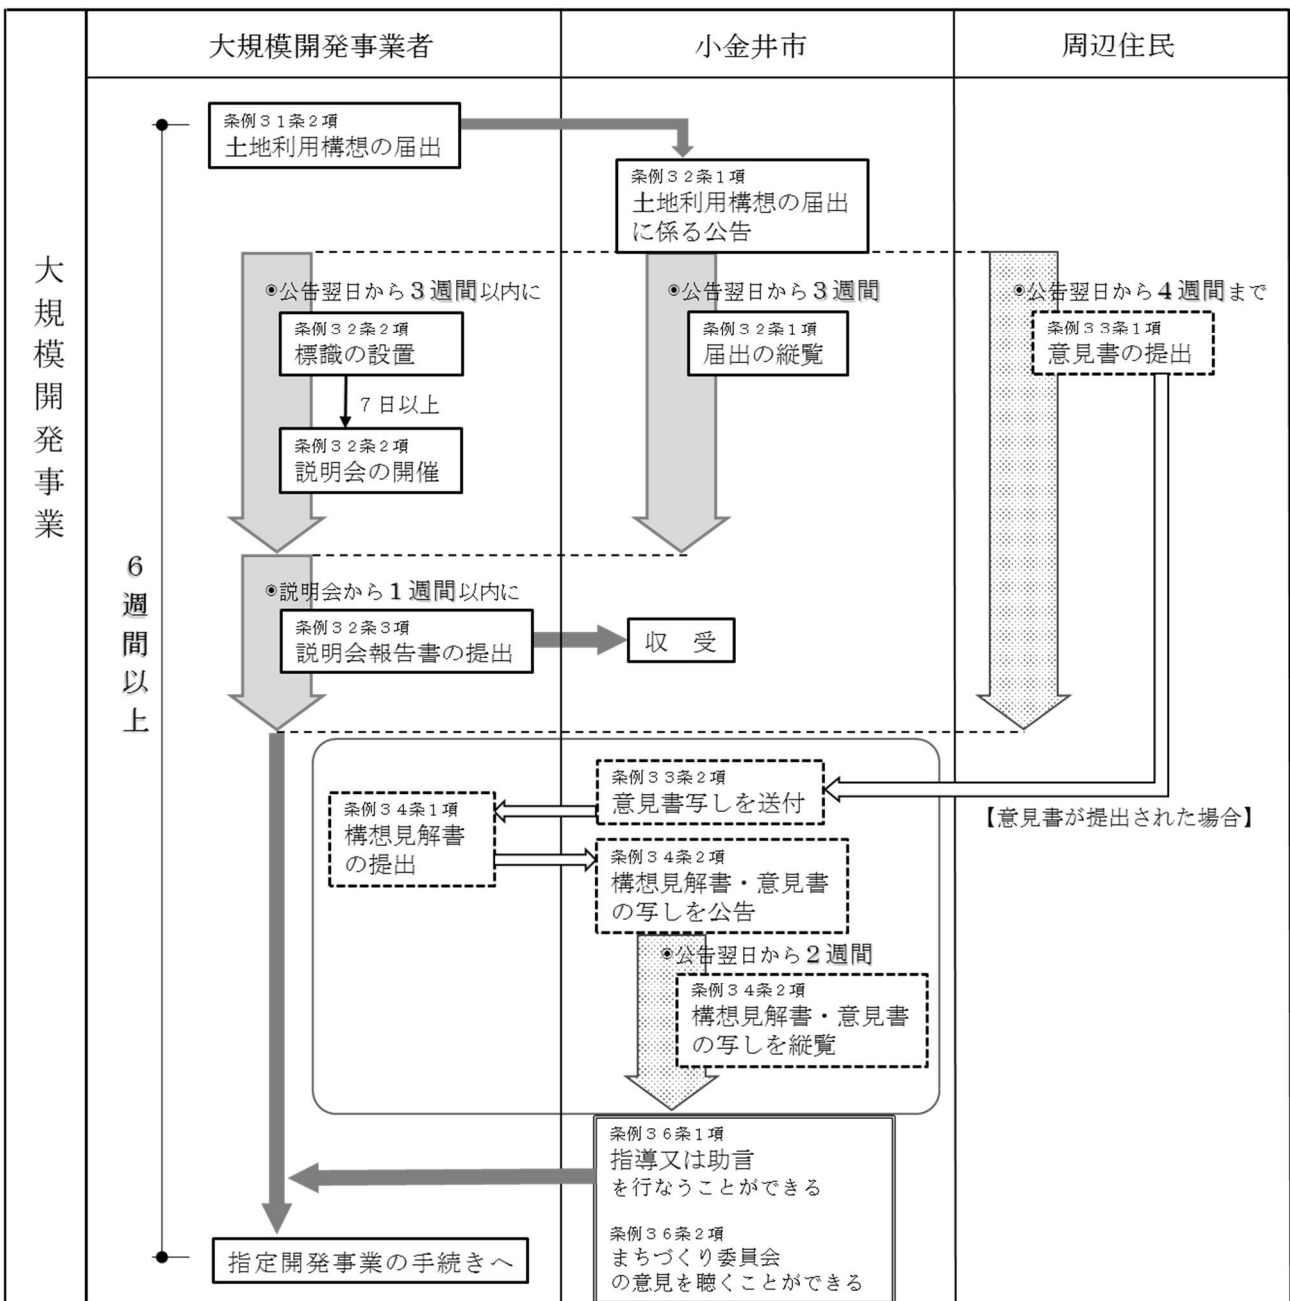 大規模開発事業者
小金井市
周辺住民
大規模開発事業
6週間以上
条例31条2項
土地利用構想の届出
条例32条1項
土地利用構想の届出
に係る公告
◉公告翌日から3週間以内に
条例32条2項
標識の設置
7日以上
条例32条2項
説明会の開催
◉公告翌日から3週間
条例32条1項
届出の縦覧
◉公告翌日から4週間まで
条例33条1項
意見書の提出
◉説明会から1週間以内に
条例32条3項
説明会報告書の提出
収 受
条例33条2項
意見書写しを送付
【意見書が提出された場合】
条例34条1項
構想見解書
の提出
条例34条2項
構想見解書・意見書
の写しを公告
◉公告翌日から2週間
条例34条2項
構想見解書・意見書
の写しを縦覧
条例36条1項
指導又は助言
を行なうことができる
条例36条2項
まちづくり委員会
の意見を聴くことができる
指定開発事業の手続きへ